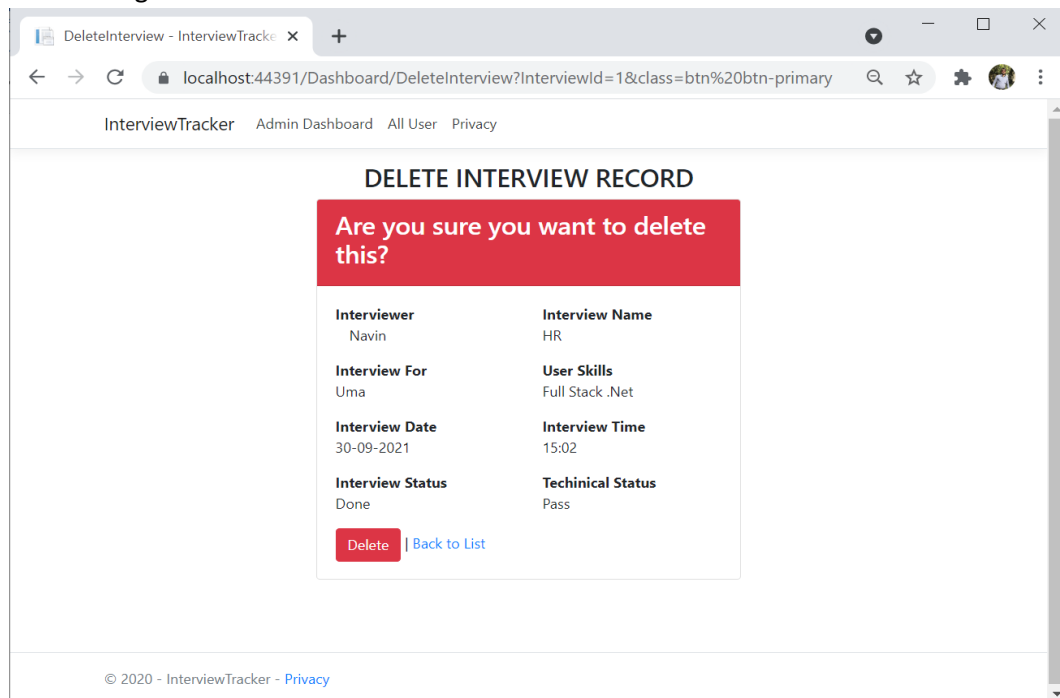 DeleteInterview - InterviewTracke
localhost:44391/Dashboard/DeleteInterview?InterviewId=1&class=btn%20btn-primary
InterviewTracker Admin Dashboard All User Privacy
DELETE INTERVIEW RECORD
Are you sure you want to delete
this?
Interviewer Interview Name
Navin HR
Interview For User Skills
Uma Full Stack .Net
Interview Date Interview Time
30-09-2021 15:02
Interview Status Techinical Status
Done Pass
Delete | Back to List
© 2020 - InterviewTracker - Privacy